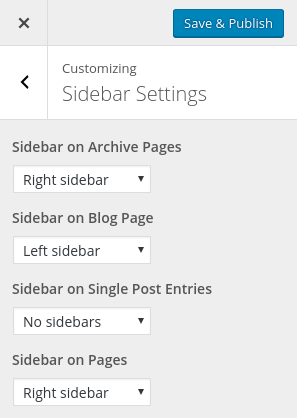 Save & Publish
Customizing
Sidebar Settings
Sidebar on Archive Pages
Right sidebar
Sidebar on Blog Page
Left sidebar
Sidebar on Single Post Entries
No sidebars
Sidebar on Pages
Right sidebar